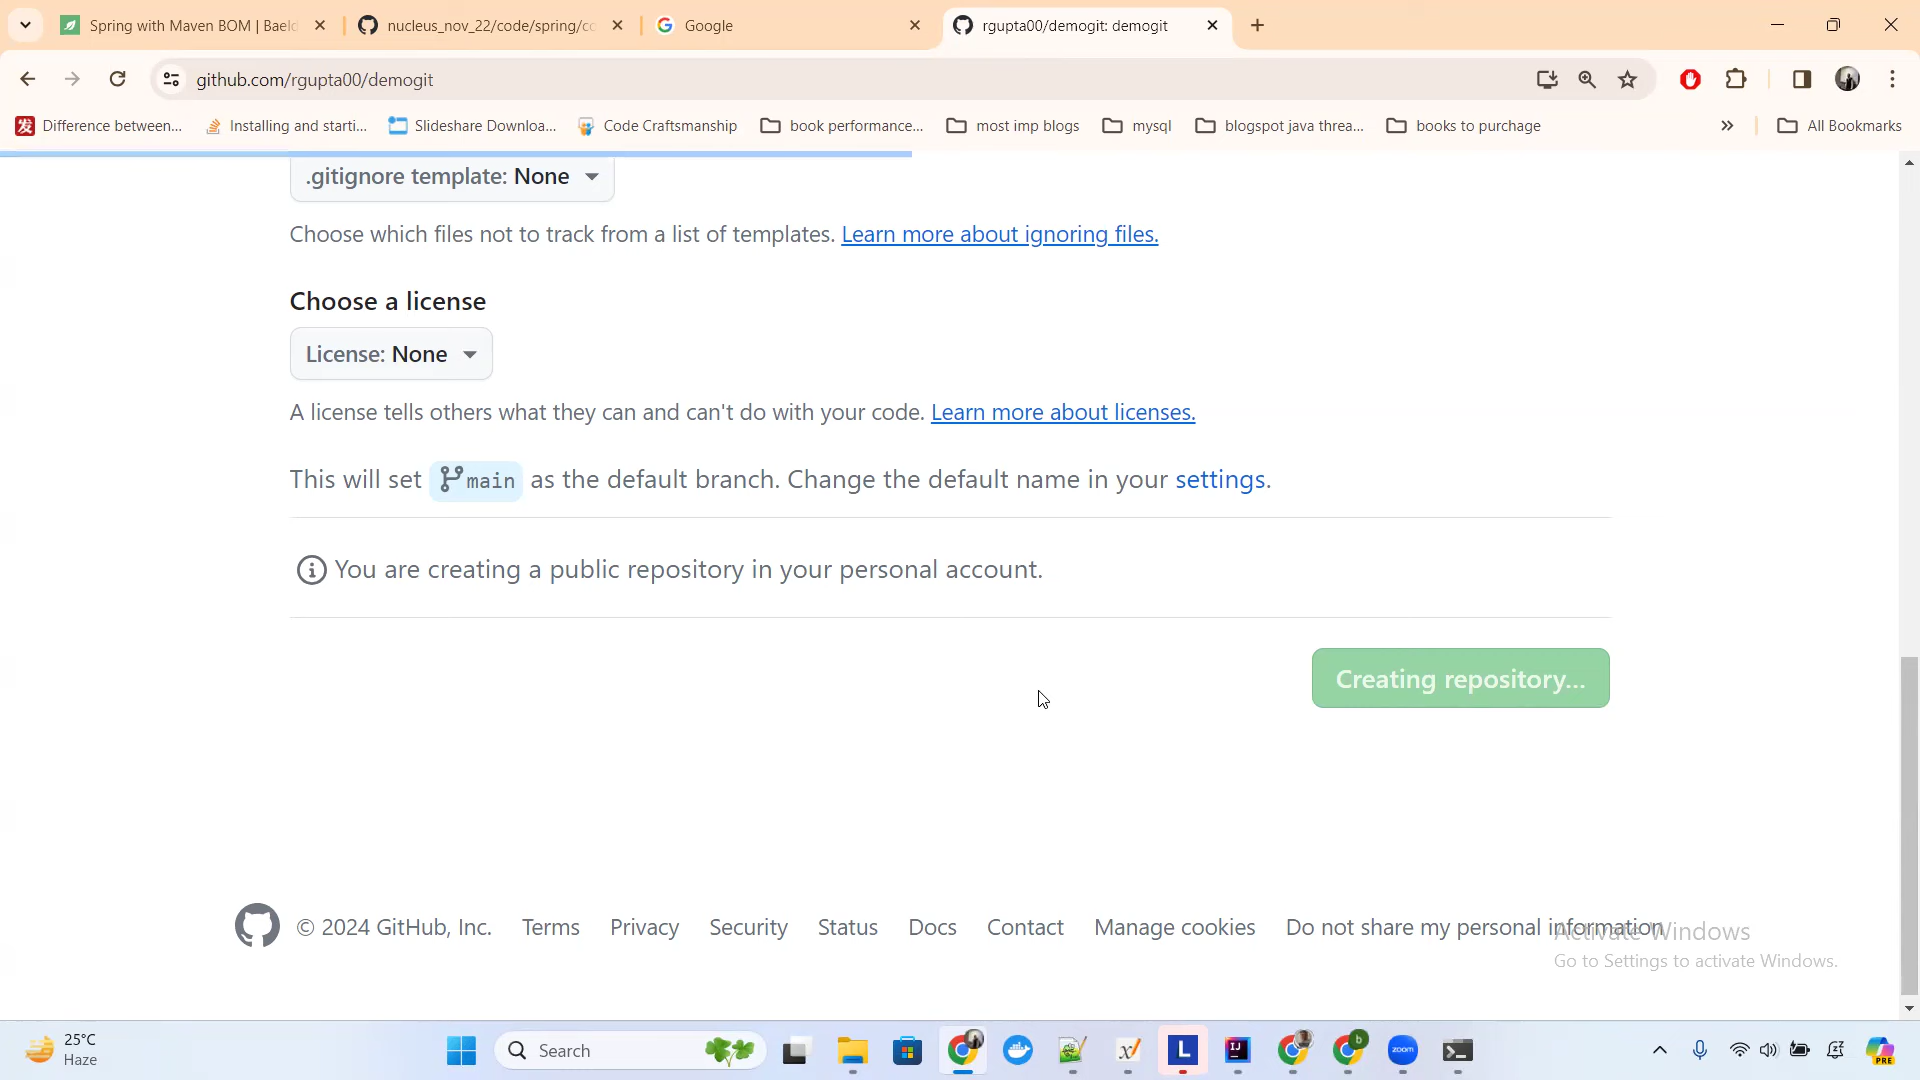 Spring with Maven BOM | Baeld
nucleus_nov_22/code/spring/co
Google
rgupta00/demogit: demogit
github.com/rgupta00/demogit
发 Difference between...
Installing and starti...
Slideshare Downloa...
Code Craftsmanship
book performance...
most imp blogs
mysql
blogspot java threa...
books to purchase
»
All Bookmarks
.gitignore template: None
Choose which files not to track from a list of templates. Learn more about ignoring files.
Choose a license
License: None
A license tells others what they can and can't do with your code. Learn more about licenses.
This will set main as the default branch. Change the default name in your settings.
You are creating a public repository in your personal account.
Creating repository...
© 2024 GitHub, Inc. Terms Privacy Security Status Docs Contact Manage cookies Do not share my personal information
Activate Windows
Go to Settings to activate Windows.
25°C
Haze
Search
L
IJ
b
zoom
PRE